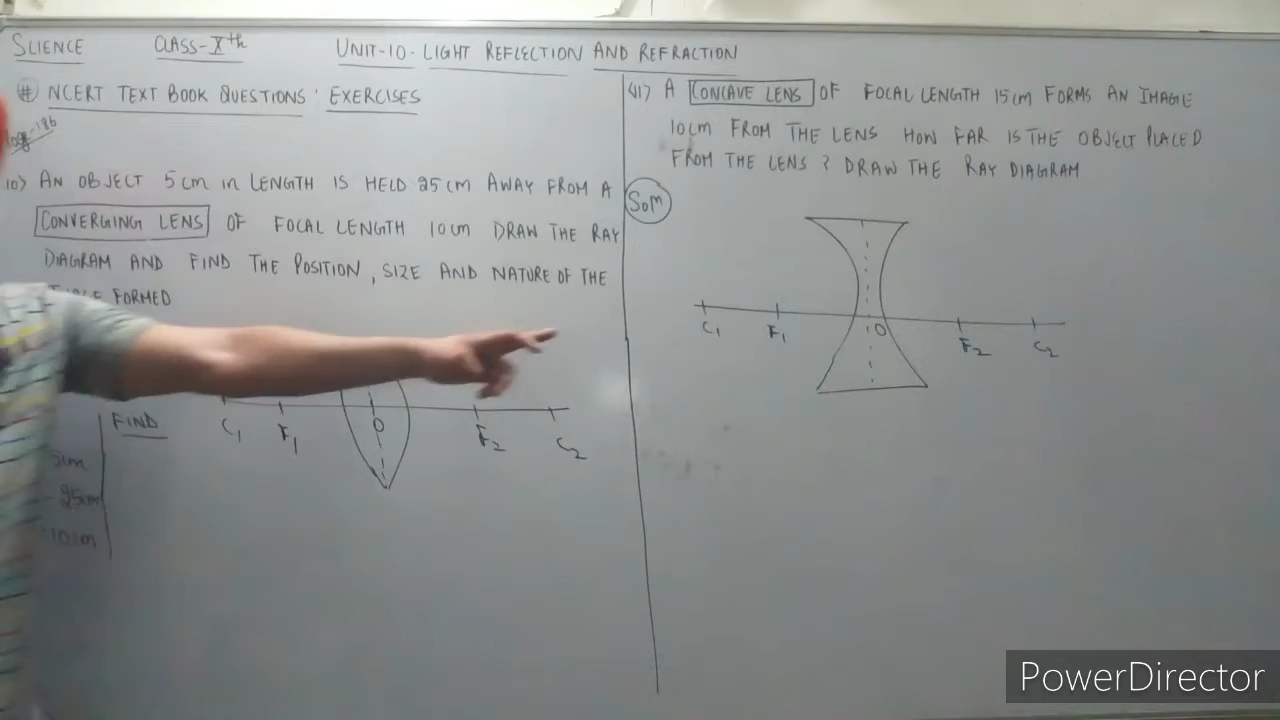 SCIENCE CLASS-Xth UNIT-10-LIGHT REFLECTION AND REFRACTION
# NCERT TEXT BOOK QUESTIONS: EXERCISES
-186
10) AN OBJECT 5cm in LENGTH IS HELD 25cm AWAY FROM A
CONVERGING LENS OF FOCAL LENGTH 10cm DRAW THE RAY
DIAGRAM AND FIND THE POSITION, SIZE AND NATURE OF THE
FORMED
FIND
5cm
-25cm
10cm
C1 F1 O F2 C2
11) A CONCAVE LENS OF FOCAL LENGTH 15cm FORMS AN IMAGE
10cm FROM THE LENS HOW FAR IS THE OBJECT PLACED
FROM THE LENS? DRAW THE RAY DIAGRAM
Som
C1 F1 O F2 C2
PowerDirector